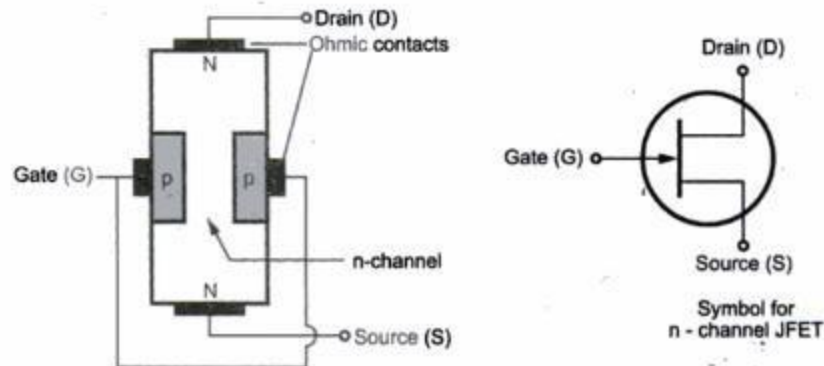 Drain (D)
Ohmic contacts
N
Gate (G)
p
p
n-channel
N
Source (S)
Drain (D)
Gate (G)
Source (S)
Symbol for
n - channel JFET